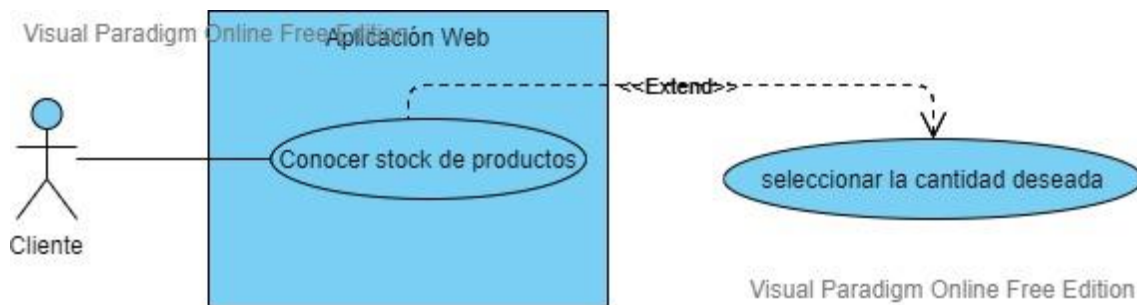 Visual Paradigm Online Free Edition
Aplicación Web
<<Extend>>
Conocer stock de productos
seleccionar la cantidad deseada
Cliente
Visual Paradigm Online Free Edition